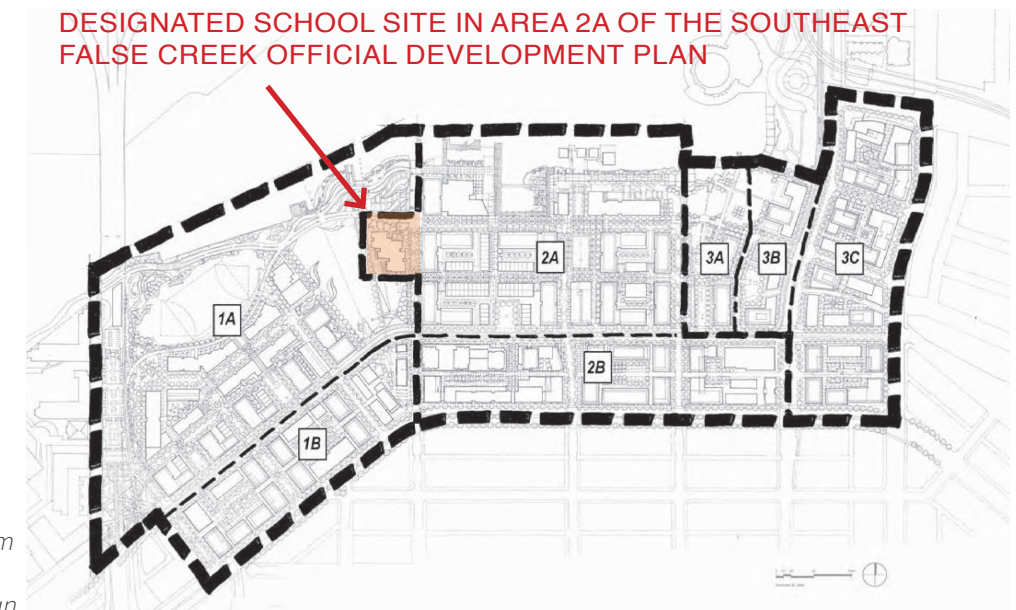 DESIGNATED SCHOOL SITE IN AREA 2A OF THE SOUTHEAST
FALSE CREEK OFFICIAL DEVELOPMENT PLAN
1A
2A
3A
3B
3C
2B
1B
m